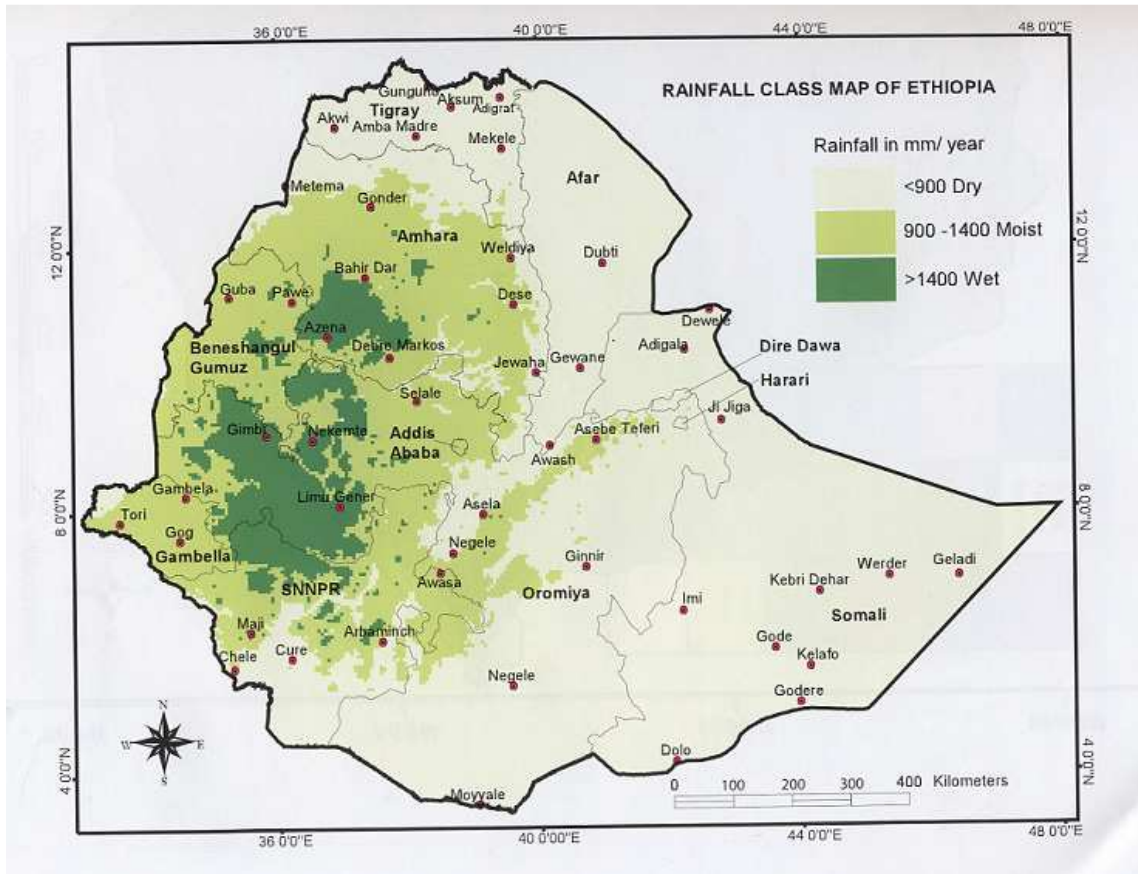 36 0'0"E
40 0'0"E
44 0'0"E
48 0'0"E
RAINFALL CLASS MAP OF ETHIOPIA
Rainfall in mm/ year
<900 Dry
900 -1400 Moist
>1400 Wet
Aksum
Adigrat
Tigray
Akwi
Amba Madre
Mekele
Afar
Metema
Gonder
Amhara
Weldiya
Dubti
12 0'0"N
12 0'0"N
Bahir Dar
Guba
Pawe
Dese
Azena
Dewele
Debre Markos
Adigala
Dire Dawa
Beneshangul
Gumuz
Jewaha
Gewane
Harari
Selale
Ji Jiga
Gimbi
Nekemte
Addis
Ababa
Asebe Teferi
Awash
Gambela
Limu Gener
Asela
8 0'0"N
8 0'0"N
Tori
Gog
Gambella
Negele
Ginnir
Awasa
SNNPR
Oromiya
Kebri Dehar
Werder
Geladi
Imi
Somali
Maji
Arbaminch
Chele
Cure
Gode
Kelafo
Negele
Godere
N
W
E
S
Dolo
4 0'0"N
4 0'0"N
Moyvale
0
100
200
300
400
Kilometers
36 0'0"E
40 0'00"E
44 0'0"E
48 0'0"E